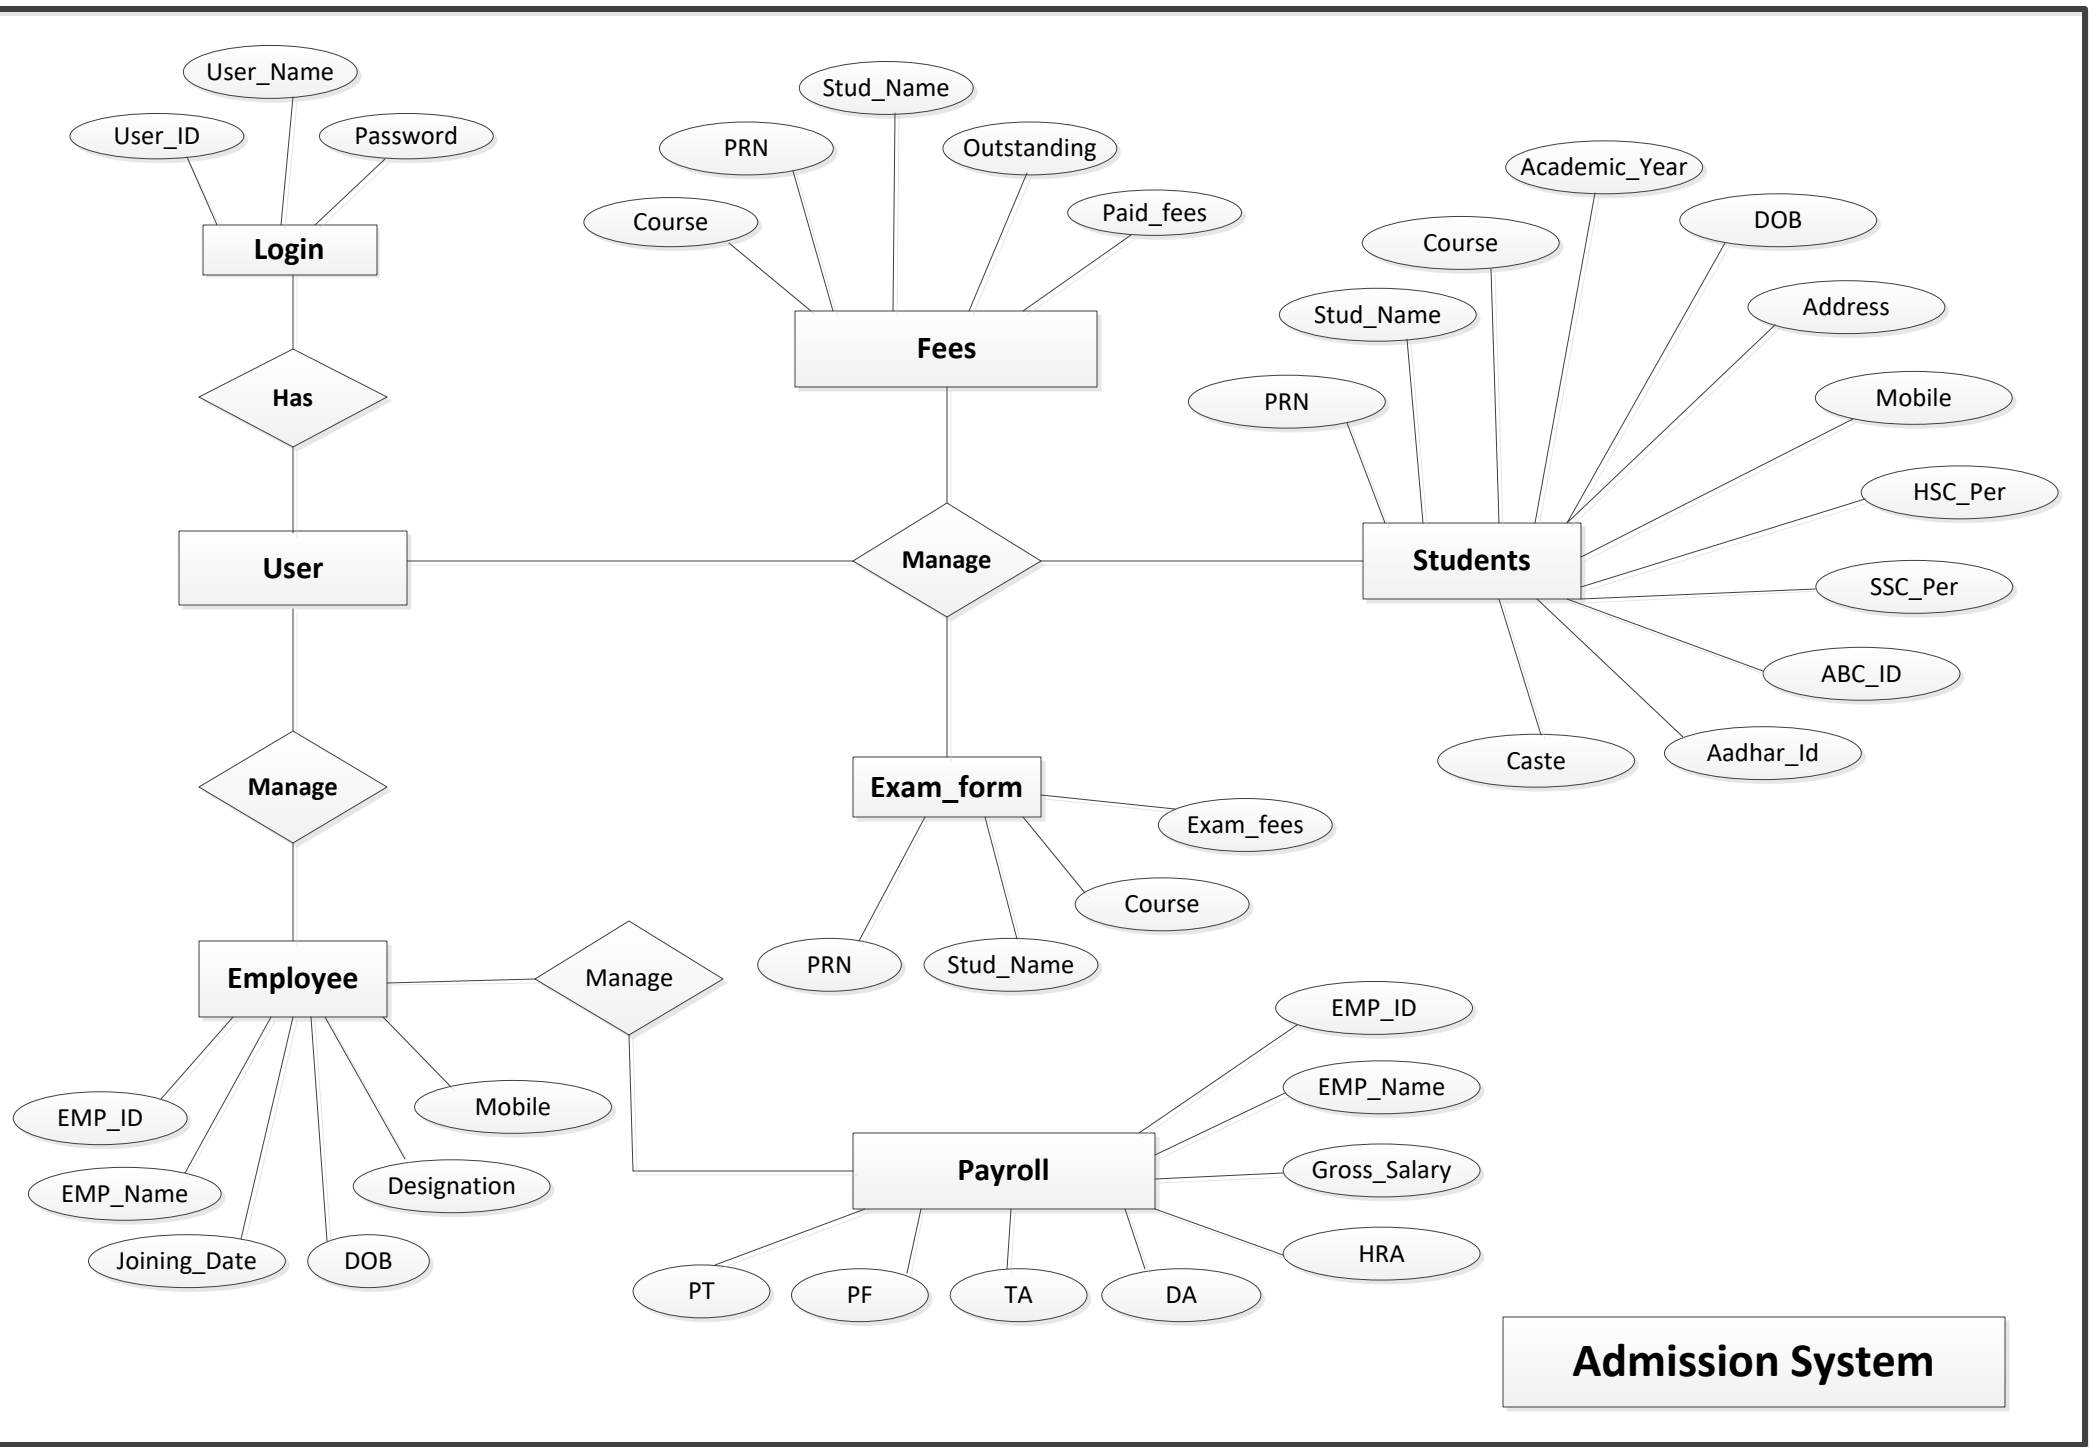 User_Name
User_ID
Password
Login
Has
User
Manage
Employee
EMP_ID
EMP_Name
Joining_Date
DOB
Designation
Mobile
Manage
Stud_Name
PRN
Outstanding
Course
Paid_fees
Fees
Manage
Exam_form
Exam_fees
Course
PRN
Stud_Name
Academic_Year
DOB
Course
Address
Stud_Name
Mobile
PRN
HSC_Per
Students
SSC_Per
ABC_ID
Aadhar_Id
Caste
EMP_ID
EMP_Name
Payroll
Gross_Salary
HRA
PT
PF
TA
DA
Admission System